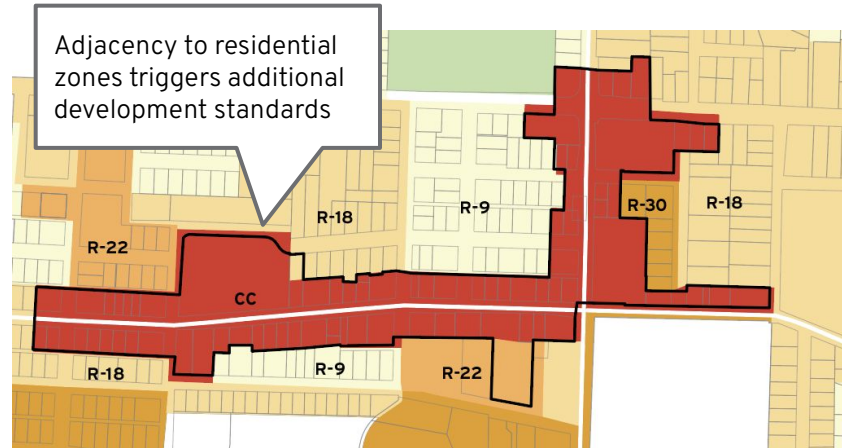 Adjacency to residential
zones triggers additional
development standards
R-18
R-9
R-30
R-18
R-22
CC
R-18
R-9
R-22